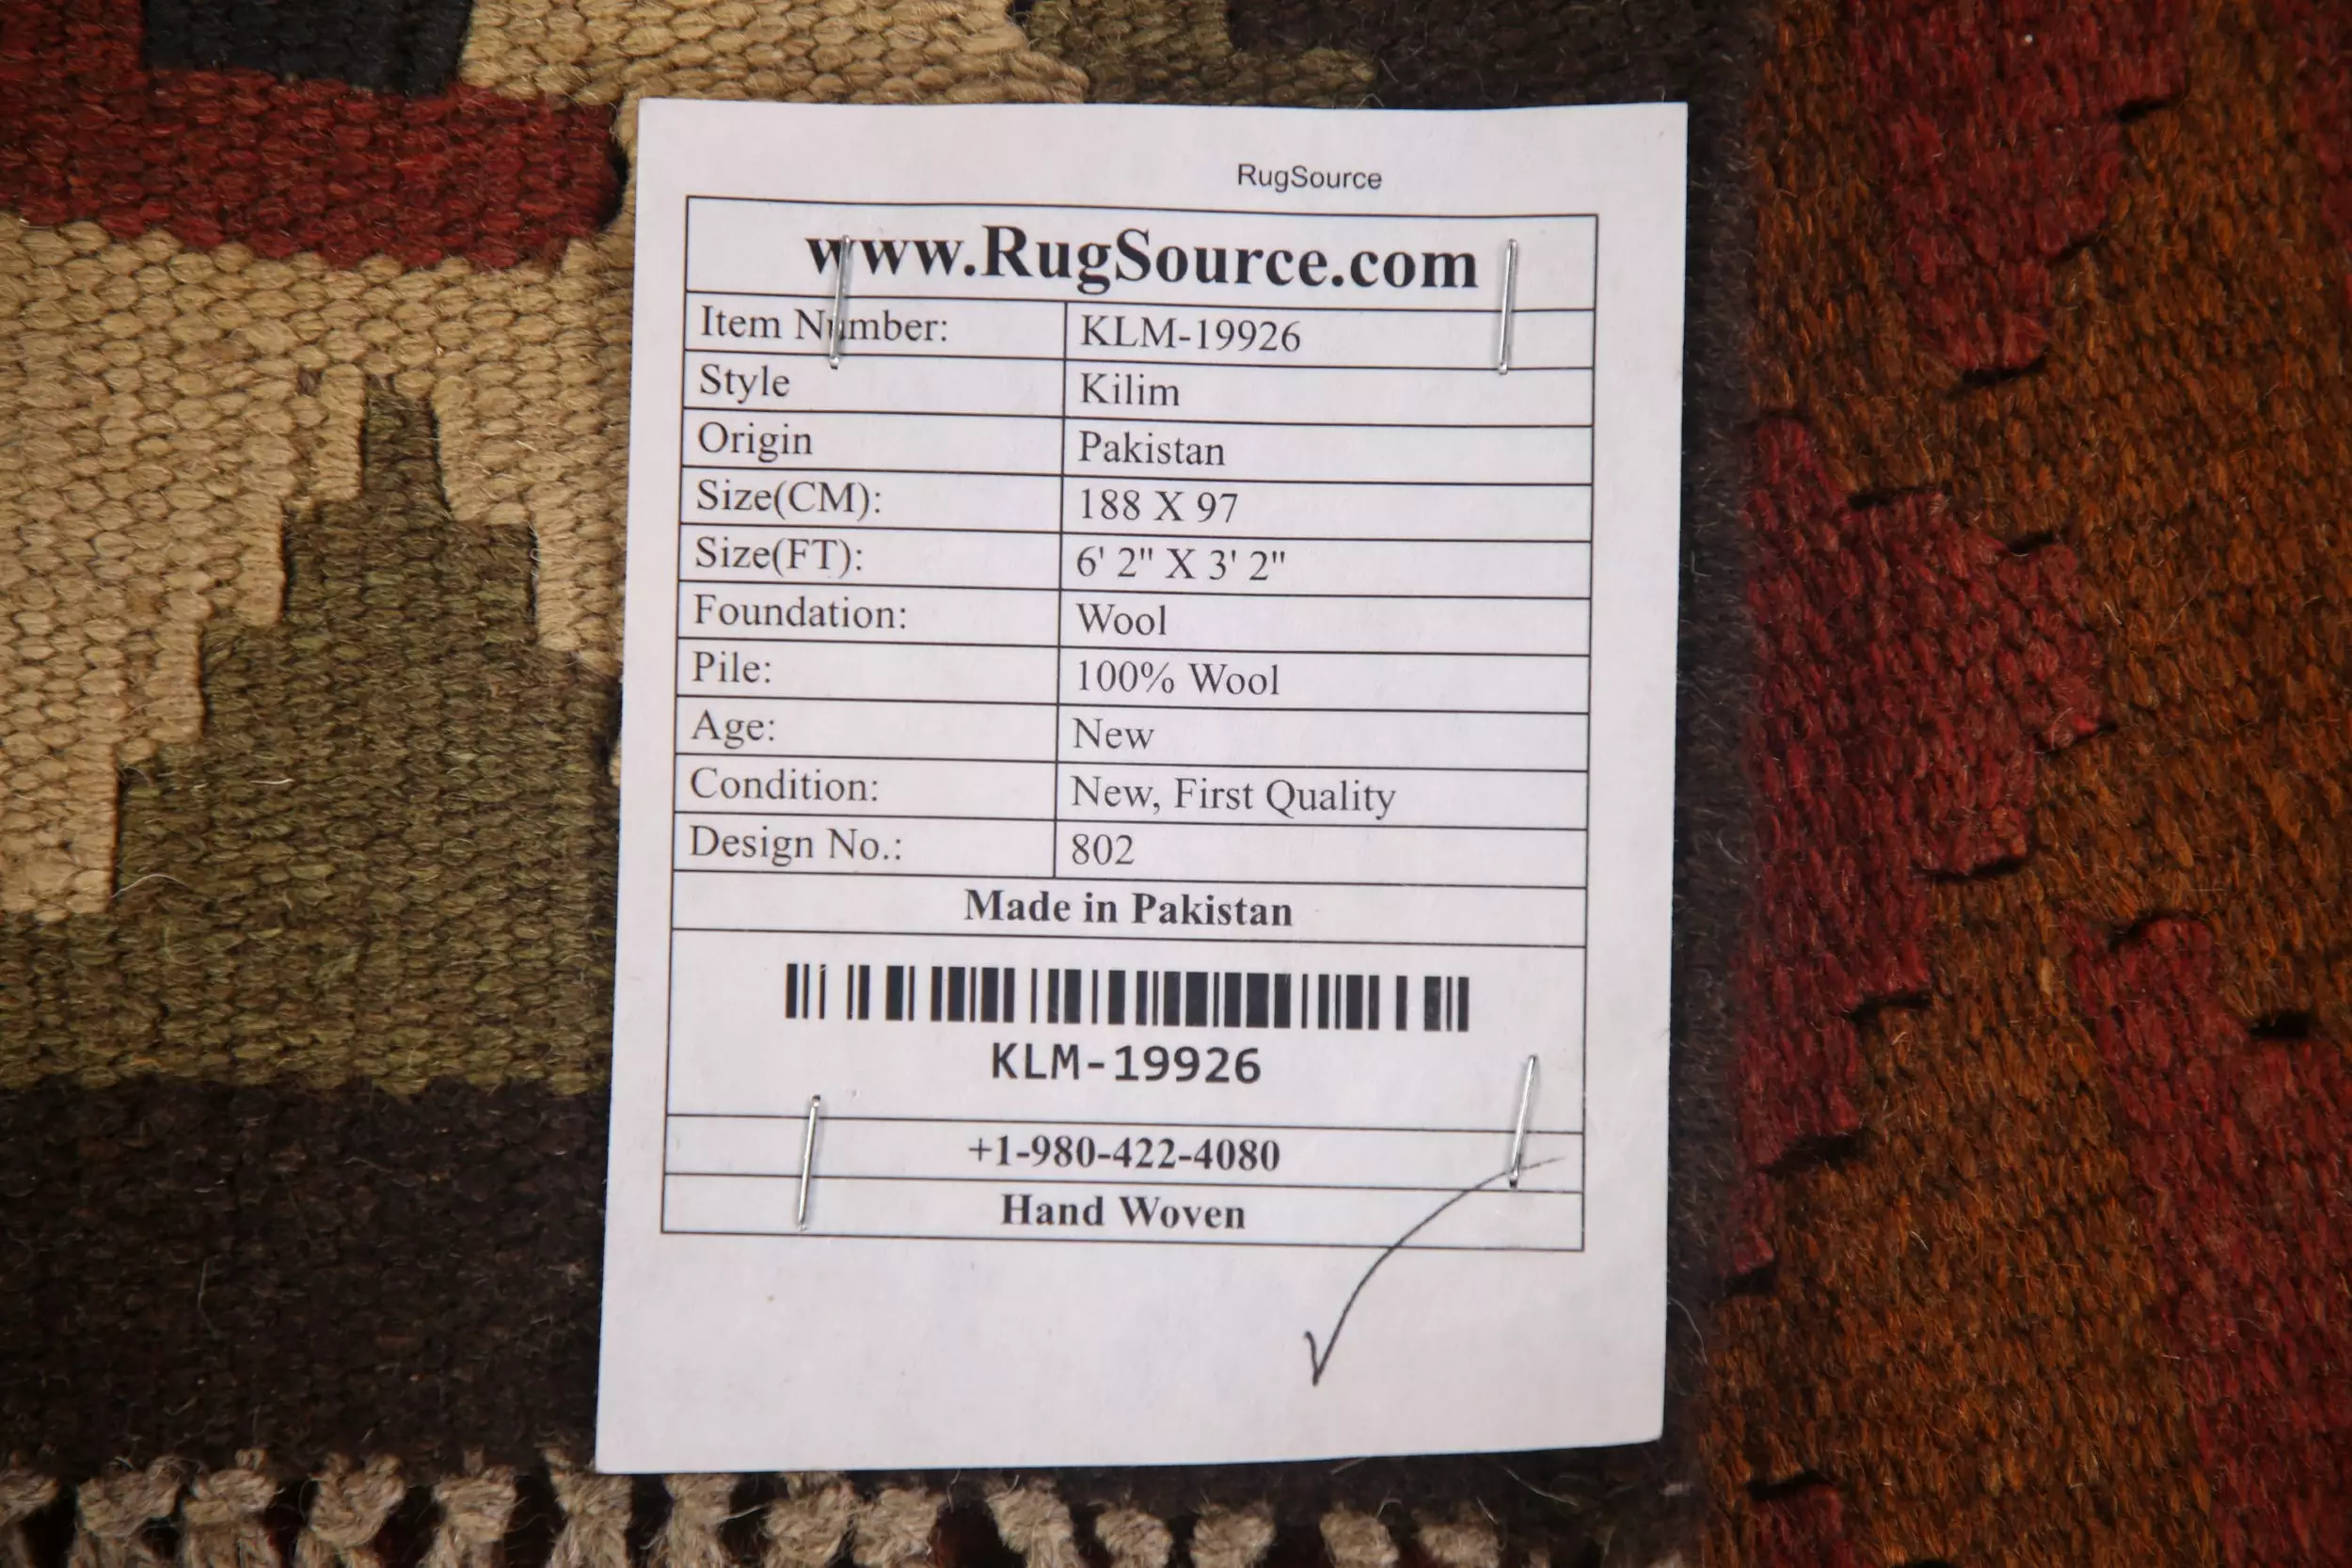 RugSource
www.RugSource.com
Item Number: KLM-19926
Style Kilim
Origin Pakistan
Size(CM): 188 X 97
Size(FT): 6' 2" X 3' 2"
Foundation: Wool
Pile: 100% Wool
Age: New
Condition: New, First Quality
Design No.: 802
Made in Pakistan
KLM-19926
+1-980-422-4080
Hand Woven